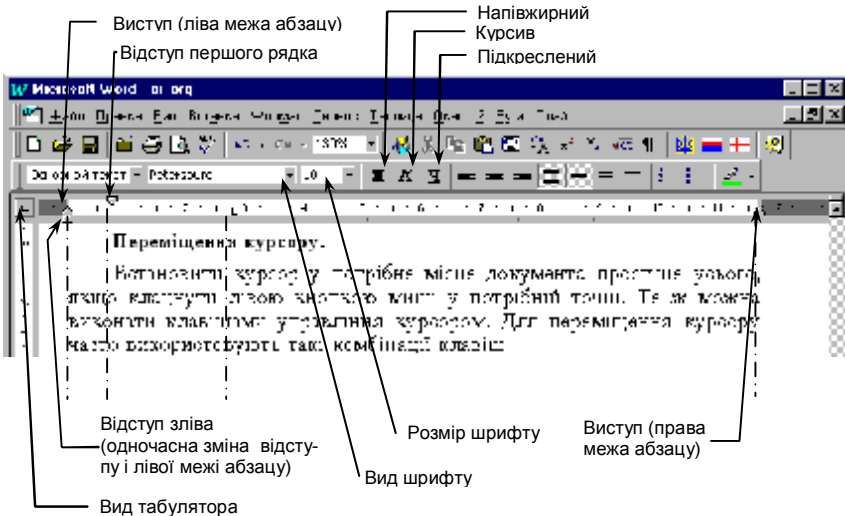 Напівжирний
Виступ (ліва межа абзацу)
Курсив
Відступ першого рядка
Підкреслений
Microsoft Word
Petersburg
10
Переміщення курсору.
Встановити курсор у потрібне місце документа простіше усього,
якщо клацнути лівою кнопкою миші у потрібній точці. Те ж можна
виконати клавішами управління курсором. Для переміщення курсору
часто використовують такі комбінації клавіш
Відступ зліва
(одночасна зміна відсту-
пу і лівої межі абзацу)
Розмір шрифту
Виступ (права
межа абзацу)
Вид шрифту
Вид табулятора